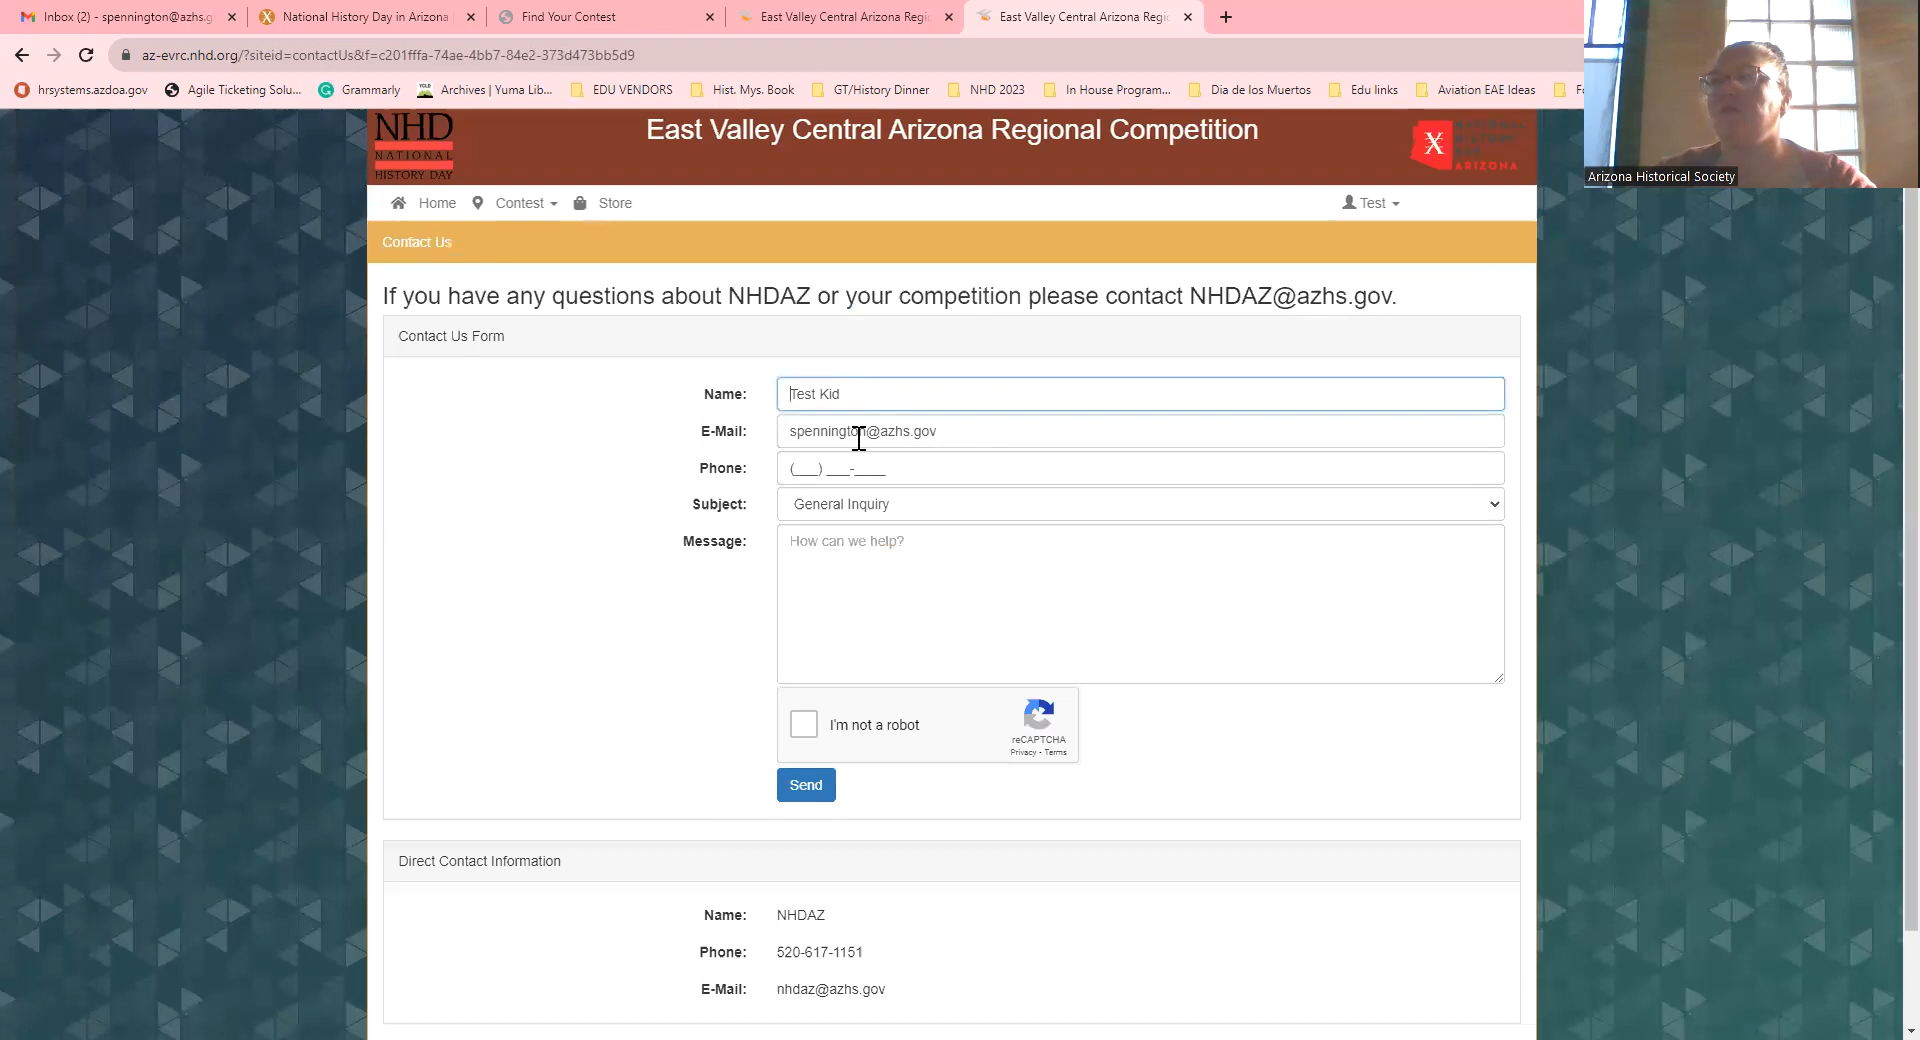 Inbox (2) - spennington@azhs.g
National History Day in Arizona
Find Your Contest
East Valley Central Arizona Regi
East Valley Central Arizona Regi
az-evrc.nhd.org/?siteid=contactUs&f=c201fffa-74ae-4bb7-84e2-373d473bb5d9
hrsystems.azdoa.gov
Agile Ticketing Solu...
Grammarly
Archives | Yuma Lib...
EDU VENDORS
Hist. Mys. Book
GT/History Dinner
NHD 2023
In House Program...
Dia de los Muertos
Edu links
Aviation EAE Ideas
Arizona Historical Society
NHD
NATIONAL
HISTORY DAY
East Valley Central Arizona Regional Competition
NATIONAL
HISTORY
DAY
ARIZONA
Home
Contest
Store
Test
Contact Us
If you have any questions about NHDAZ or your competition please contact NHDAZ@azhs.gov.
Contact Us Form
Name: Test Kid
E-Mail: spennington@azhs.gov
Phone: (___) ___-____
Subject: General Inquiry
Message: How can we help?
I'm not a robot
reCAPTCHA
Privacy - Terms
Send
Direct Contact Information
Name: NHDAZ
Phone: 520-617-1151
E-Mail: nhdaz@azhs.gov